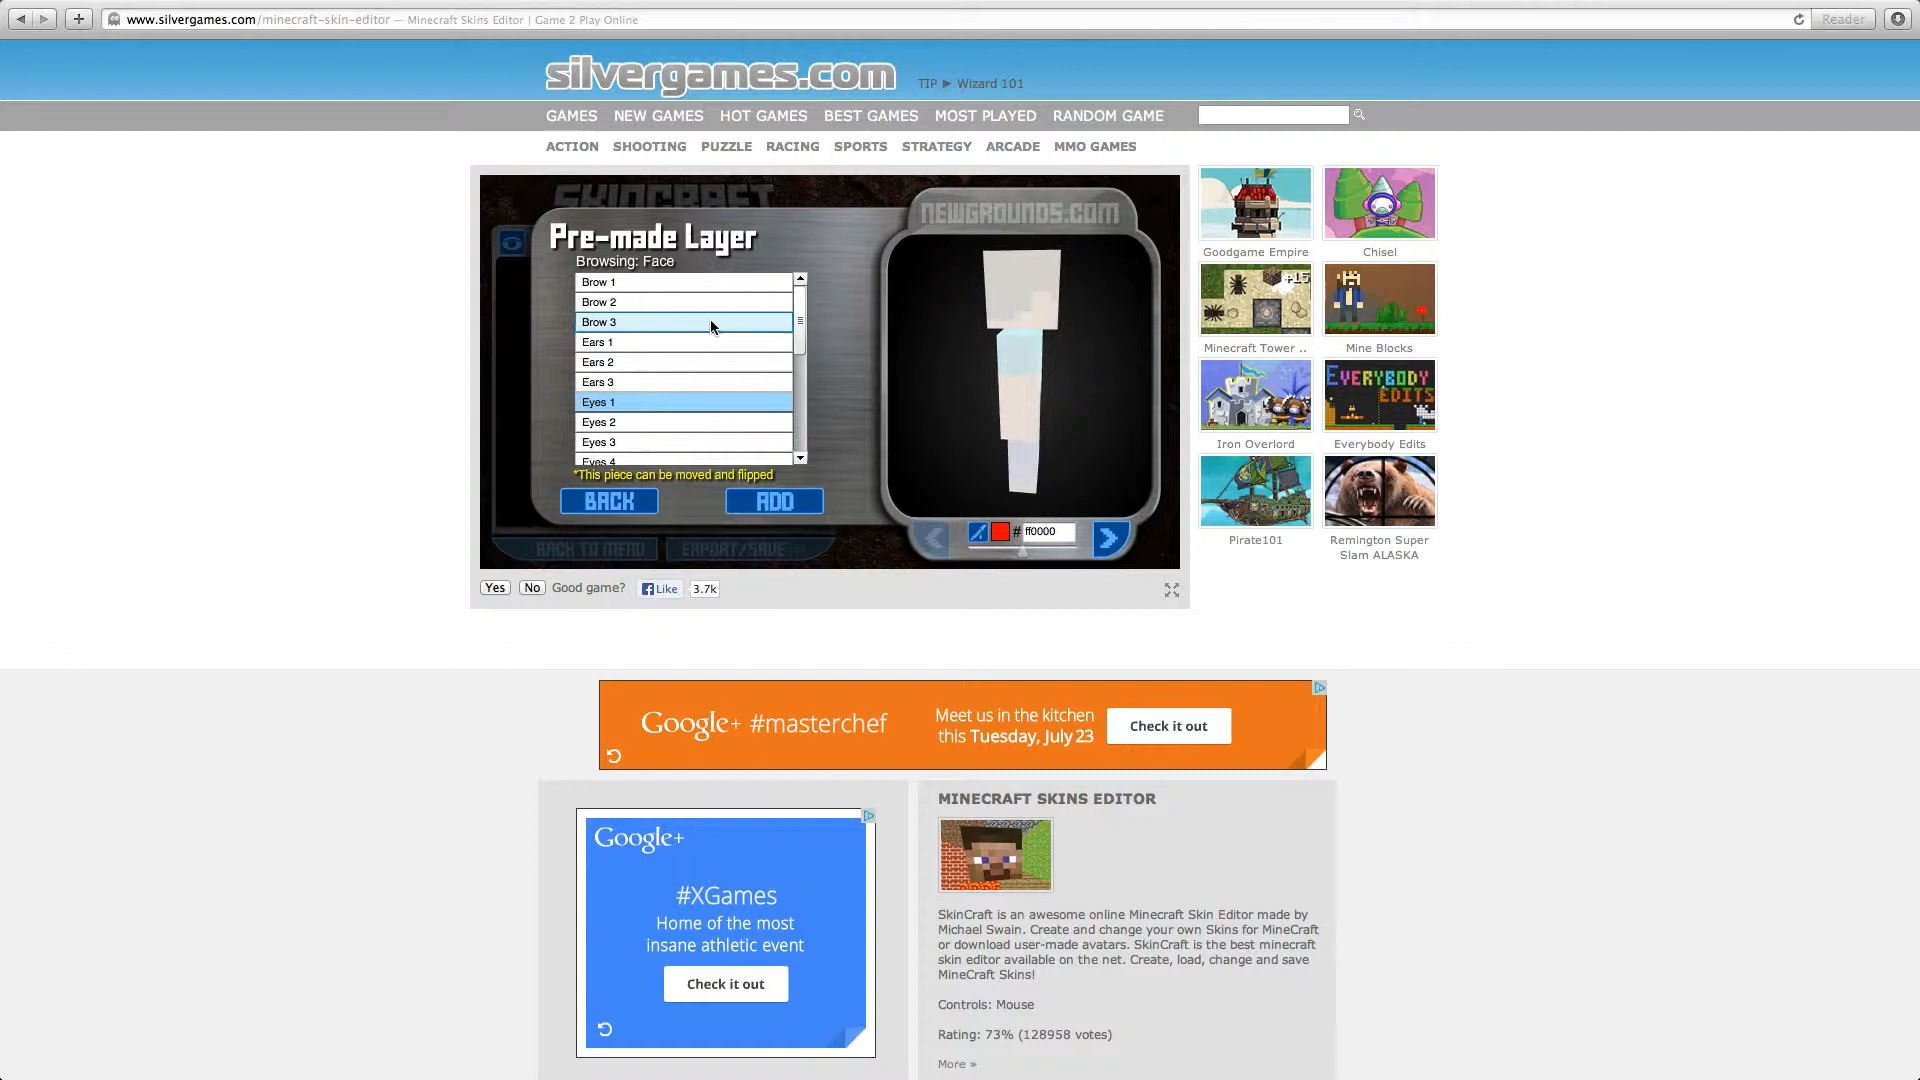 www.silvergames.com/minecraft-skin-editor — Minecraft Skins Editor | Game 2 Play Online
Reader
silvergames.com
TIP ► Wizard 101
GAMES NEW GAMES HOT GAMES BEST GAMES MOST PLAYED RANDOM GAME
ACTION SHOOTING PUZZLE RACING SPORTS STRATEGY ARCADE MMO GAMES
SKINCRAFT
NEWGROUNDS.COM
Pre-made Layer
Browsing: Face
Brow 1
Brow 2
Brow 3
Ears 1
Ears 2
Ears 3
Eyes 1
Eyes 2
Eyes 3
Eyes 4
*This piece can be moved and flipped
BACK ADD
# ff0000
BACK TO MENU EXPORT/SAVE
Yes No Good game? Like 3.7k
Goodgame Empire
Chisel
+15
Minecraft Tower ..
Mine Blocks
EVERYBODY EDITS
Iron Overlord
Everybody Edits
Pirate101
Remington Super
Slam ALASKA
Google+ #masterchef
Meet us in the kitchen
this Tuesday, July 23
Check it out
Google+
#XGames
Home of the most
insane athletic event
Check it out
MINECRAFT SKINS EDITOR
SkinCraft is an awesome online Minecraft Skin Editor made by
Michael Swain. Create and change your own Skins for MineCraft
or download user-made avatars. SkinCraft is the best minecraft
skin editor available on the net. Create, load, change and save
MineCraft Skins!
Controls: Mouse
Rating: 73% (128958 votes)
More »